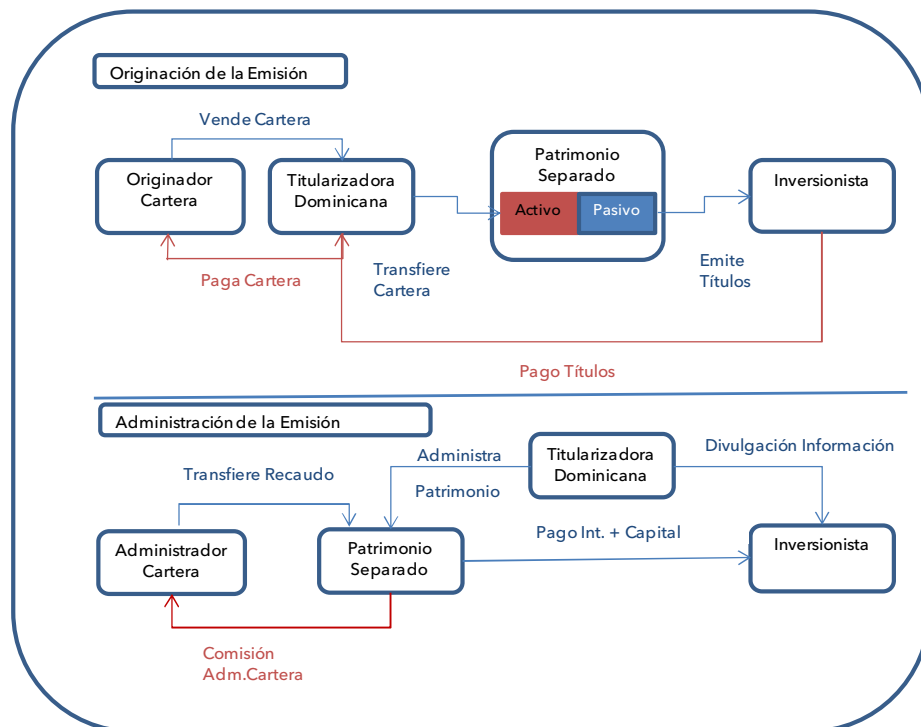 Originación de la Emisión
Vende Cartera
Originador
Cartera
Titularizadora
Dominicana
Patrimonio
Separado
Activo
Pasivo
Inversionista
Paga Cartera
Transfiere
Cartera
Emite
Títulos
Pago Títulos
Administración de la Emisión
Transfiere Recaudo
Administra
Patrimonio
Titularizadora
Dominicana
Divulgación Información
Administrador
Cartera
Patrimonio
Separado
Pago Int. + Capital
Inversionista
Comisión
Adm.Cartera